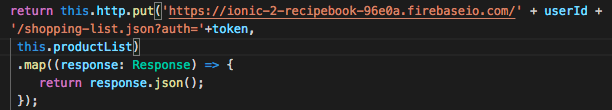 return this.http.put('https://ionic-2-recipebook-96e0a.firebaseio.com/' + userId +
'/shopping-list.json?auth='+token,
this.productList)
.map((response: Response) => {
return response.json();
});